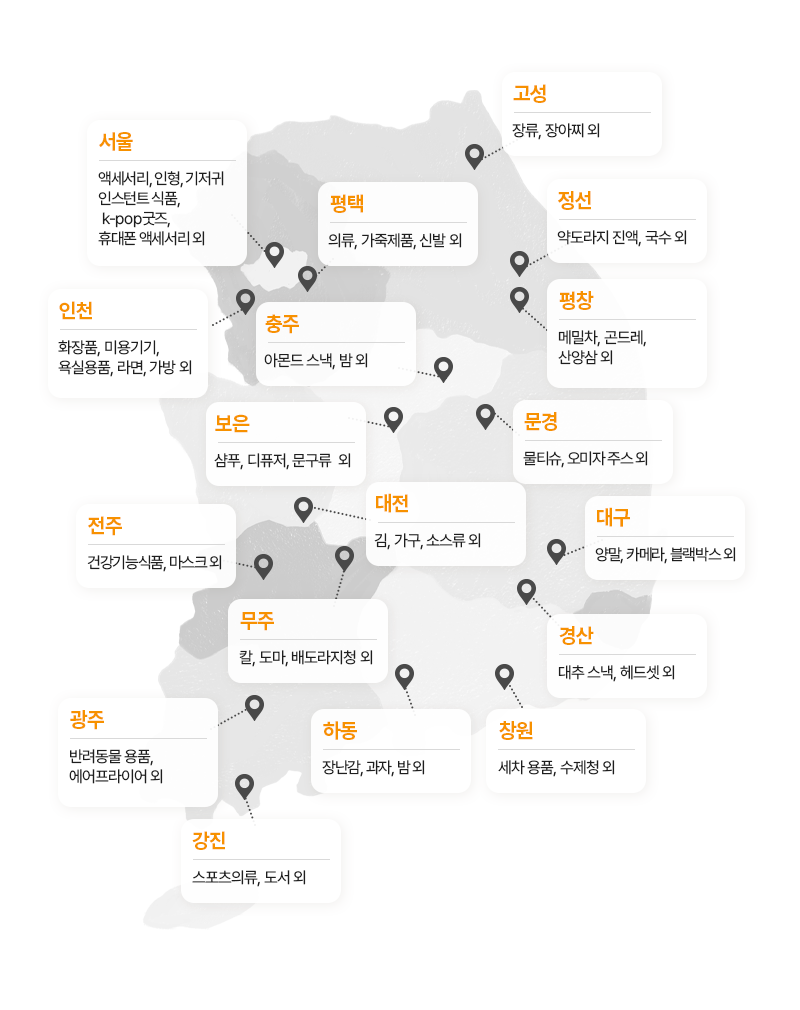 고성
장류, 장아찌 외
서울
액세서리, 인형, 기저귀
인스턴트 식품,
k-pop굿즈,
휴대폰 액세서리 외
평택
의류, 가죽제품, 신발 외
정선
약도라지 진액, 국수 외
인천
화장품, 미용기기,
욕실용품, 라면, 가방 외
충주
아몬드 스낵, 밤 외
평창
메밀차, 곤드레,
산양삼 외
보은
샴푸, 디퓨저, 문구류 외
문경
물티슈, 오미자 주스 외
전주
건강기능식품, 마스크 외
대전
김, 가구, 소스류 외
대구
양말, 카메라, 블랙박스 외
무주
칼, 도마, 배도라지청 외
경산
대추 스낵, 헤드셋 외
광주
반려동물 용품,
에어프라이어 외
하동
장난감, 과자, 밤 외
창원
세차 용품, 수제청 외
강진
스포츠의류, 도서 외